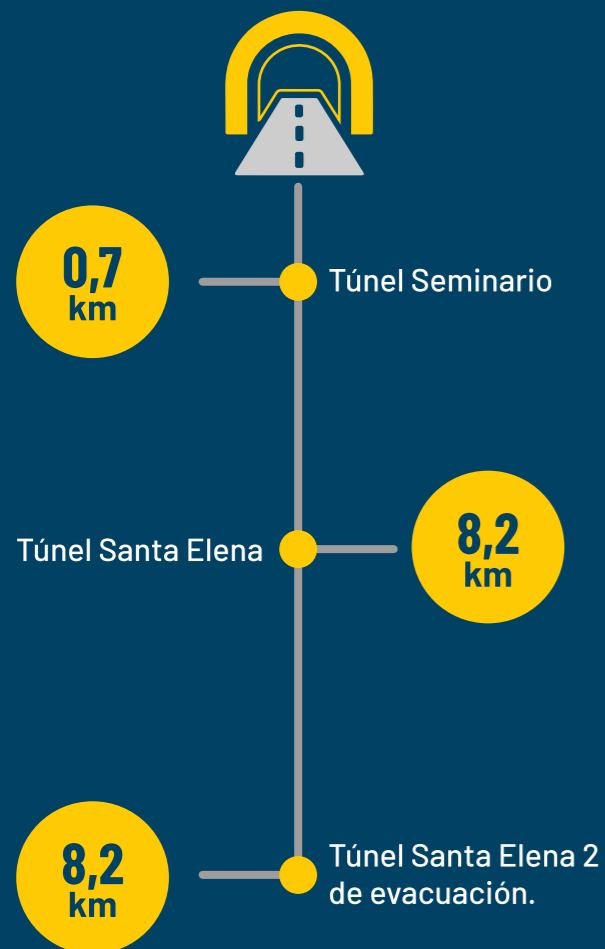 0,7
km
Túnel Seminario
Túnel Santa Elena
8,2
km
8,2
km
Túnel Santa Elena 2
de evacuación.